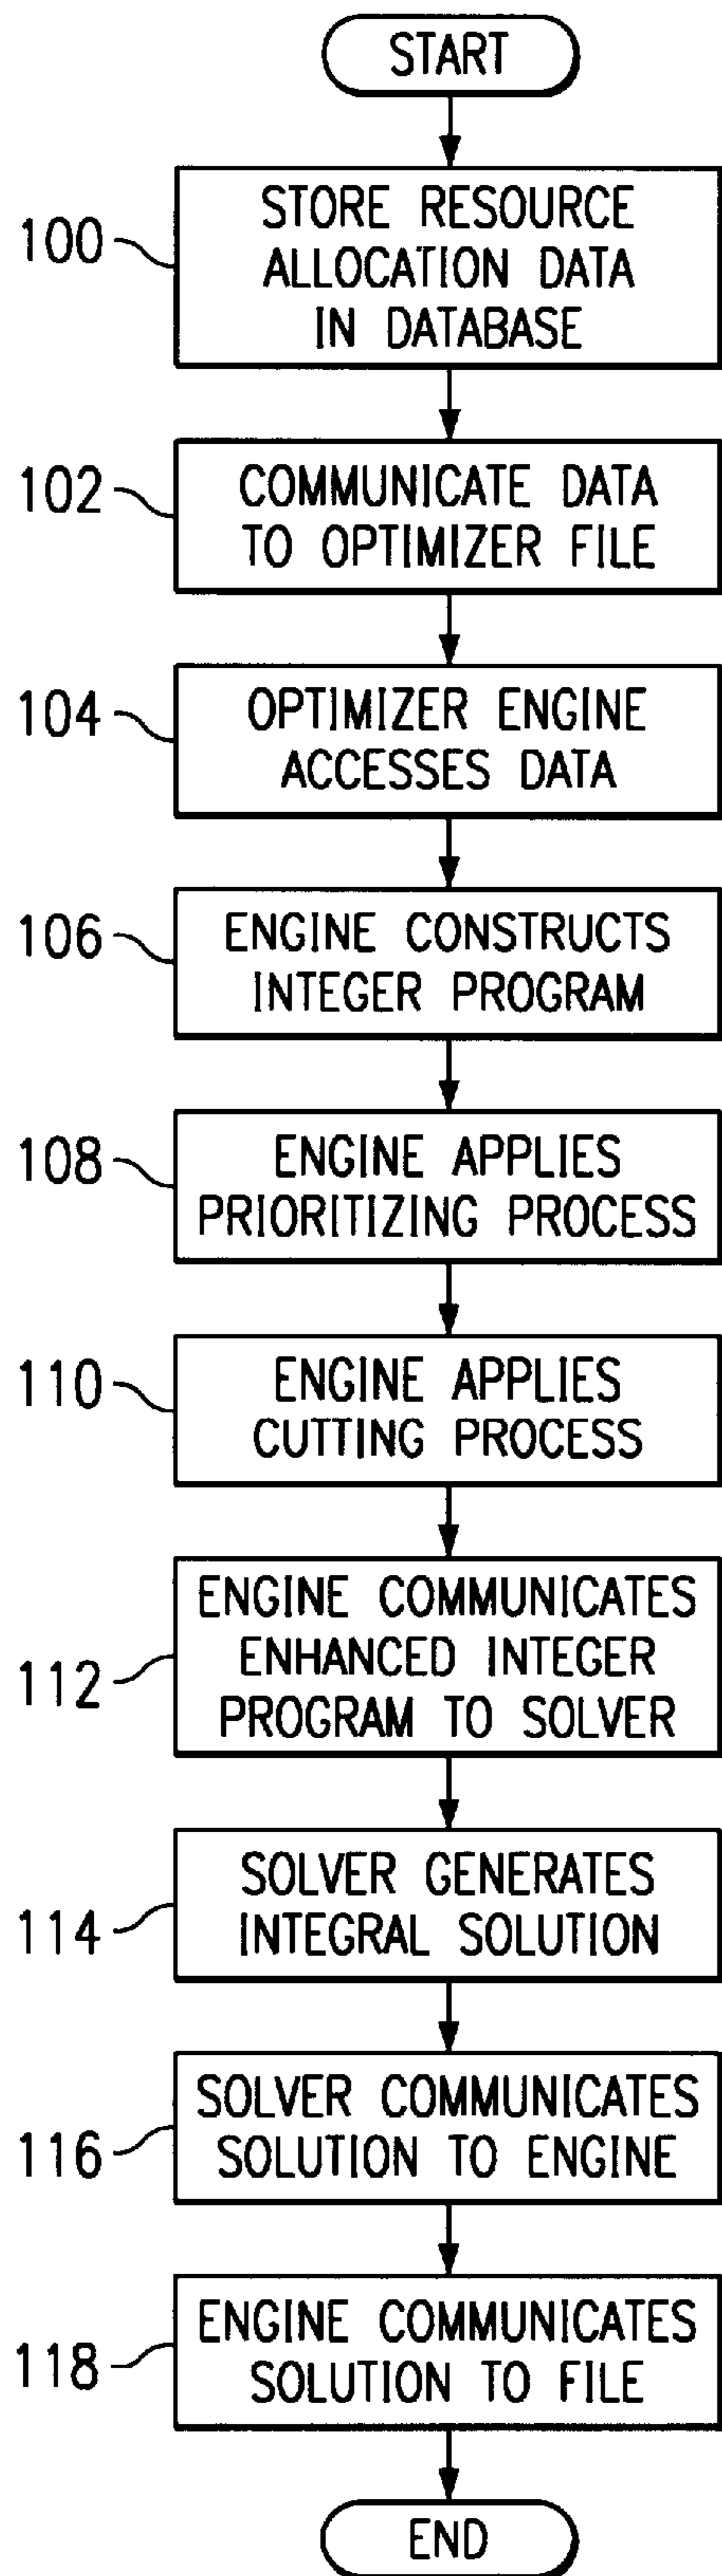 START
100
STORE RESOURCE
ALLOCATION DATA
IN DATABASE
102
COMMUNICATE DATA
TO OPTIMIZER FILE
104
OPTIMIZER ENGINE
ACCESSES DATA
106
ENGINE CONSTRUCTS
INTEGER PROGRAM
108
ENGINE APPLIES
PRIORITIZING PROCESS
110
ENGINE APPLIES
CUTTING PROCESS
112
ENGINE COMMUNICATES
ENHANCED INTEGER
PROGRAM TO SOLVER
114
SOLVER GENERATES
INTEGRAL SOLUTION
116
SOLVER COMMUNICATES
SOLUTION TO ENGINE
118
ENGINE COMMUNICATES
SOLUTION TO FILE
END